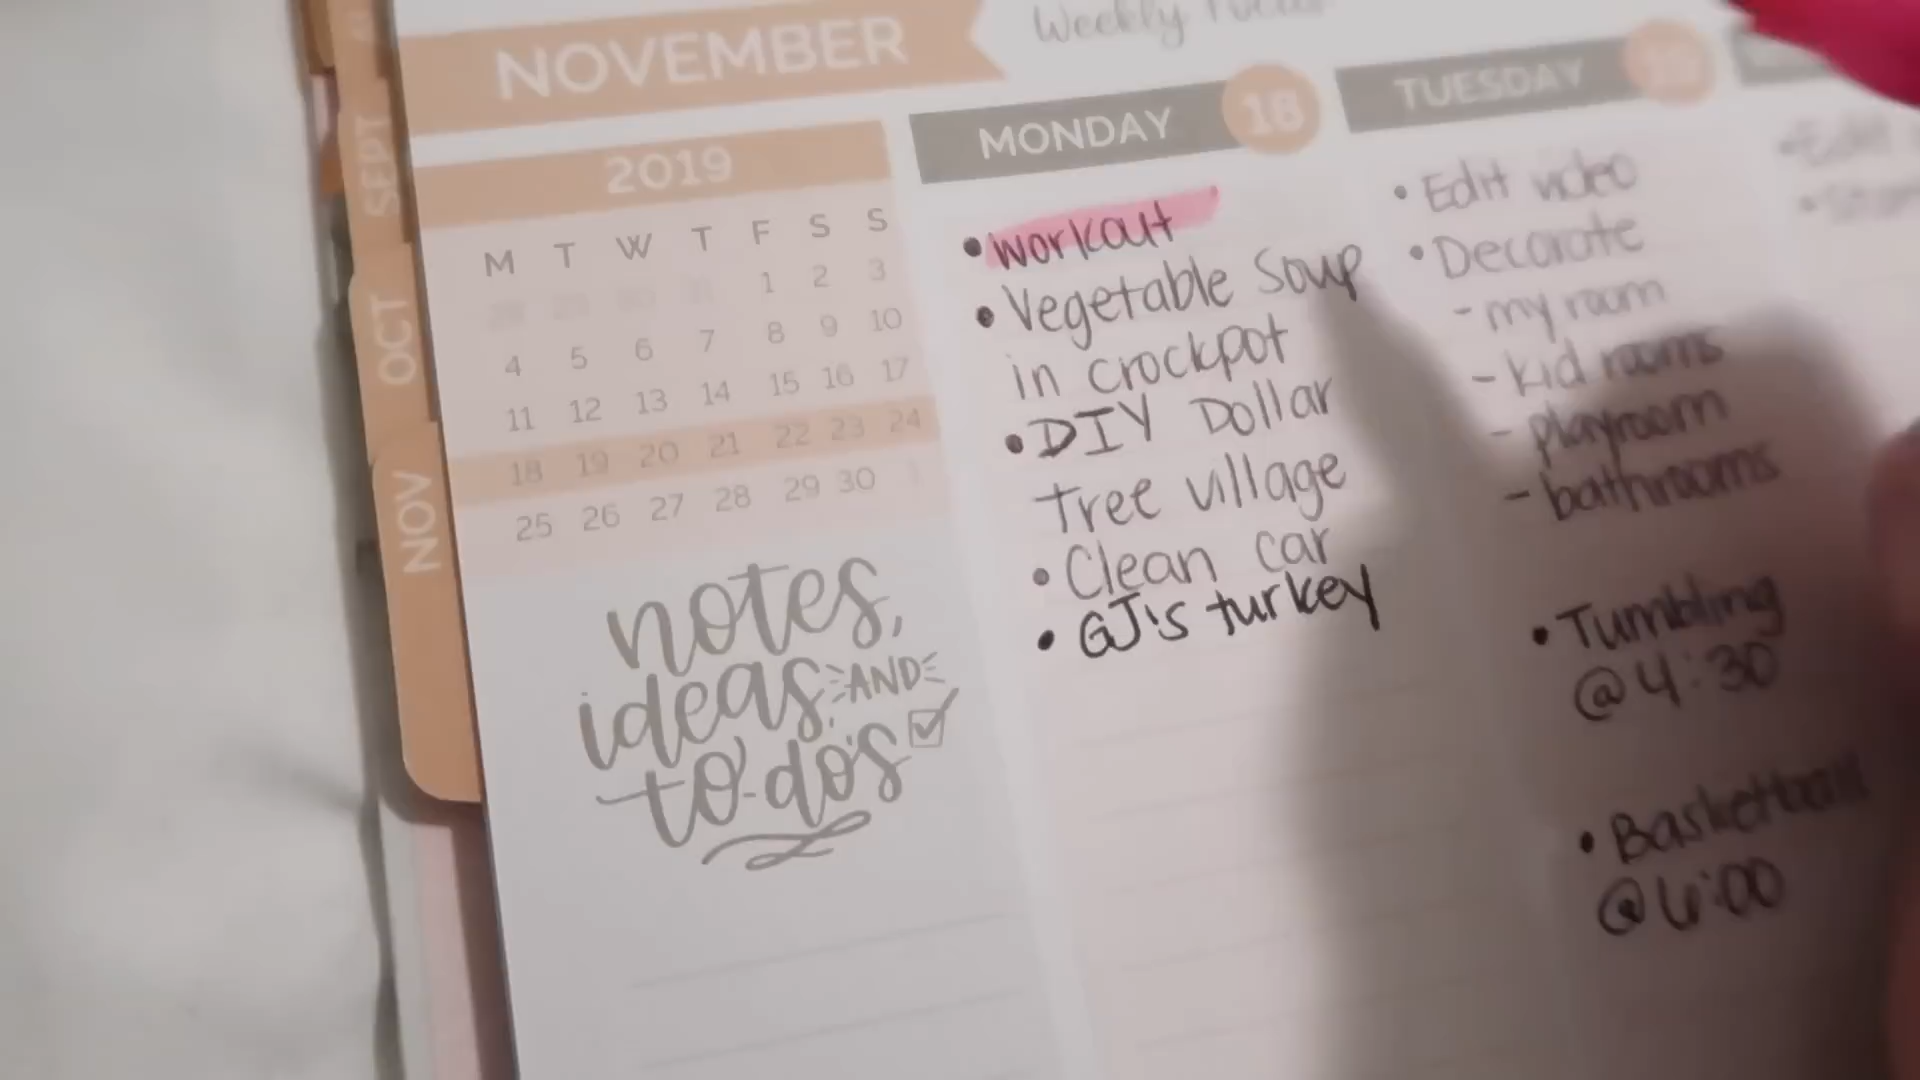 NOVEMBER
Weekly
2019
M T W T F S S
1 2 3
4 5 6 7 8 9 10
11 12 13 14 15 16 17
18 19 20 21 22 23 24
25 26 27 28 29 30
notes,
ideas, AND
to-do's
SEPT
OCT
NOV
MONDAY 18
• workout
• Vegetable Soup
in crockpot
• DIY Dollar
Tree village
• Clean car
• GJ's turkey
TUESDAY 19
• Edit video
• Decorate
- my room
- kid rooms
- playroom
- bathrooms
• Tumbling
@ 4:30
• Basketball
@ 6:00
• Edit